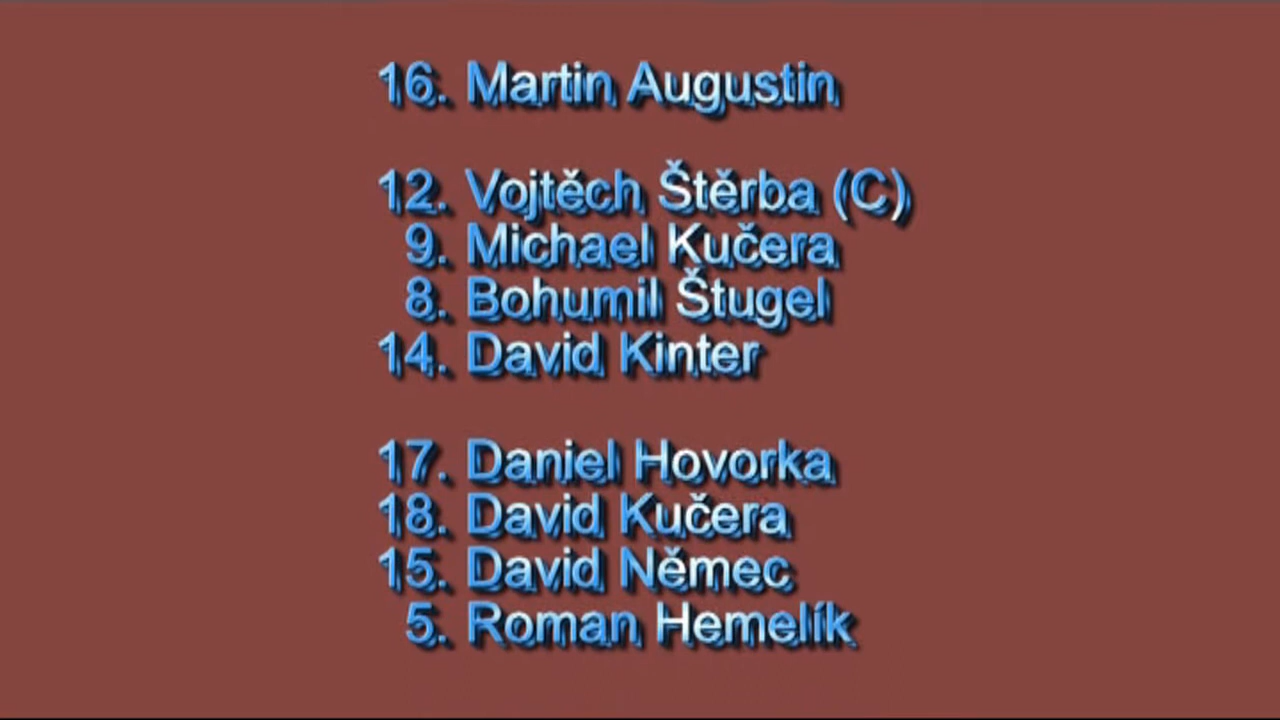 16. Martin Augustin
12. Vojtěch Štěrba (C)
9. Michael Kučera
8. Bohumil Štugel
14. David Kinter
17. Daniel Hovorka
18. David Kučera
15. David Němec
5. Roman Hemelík